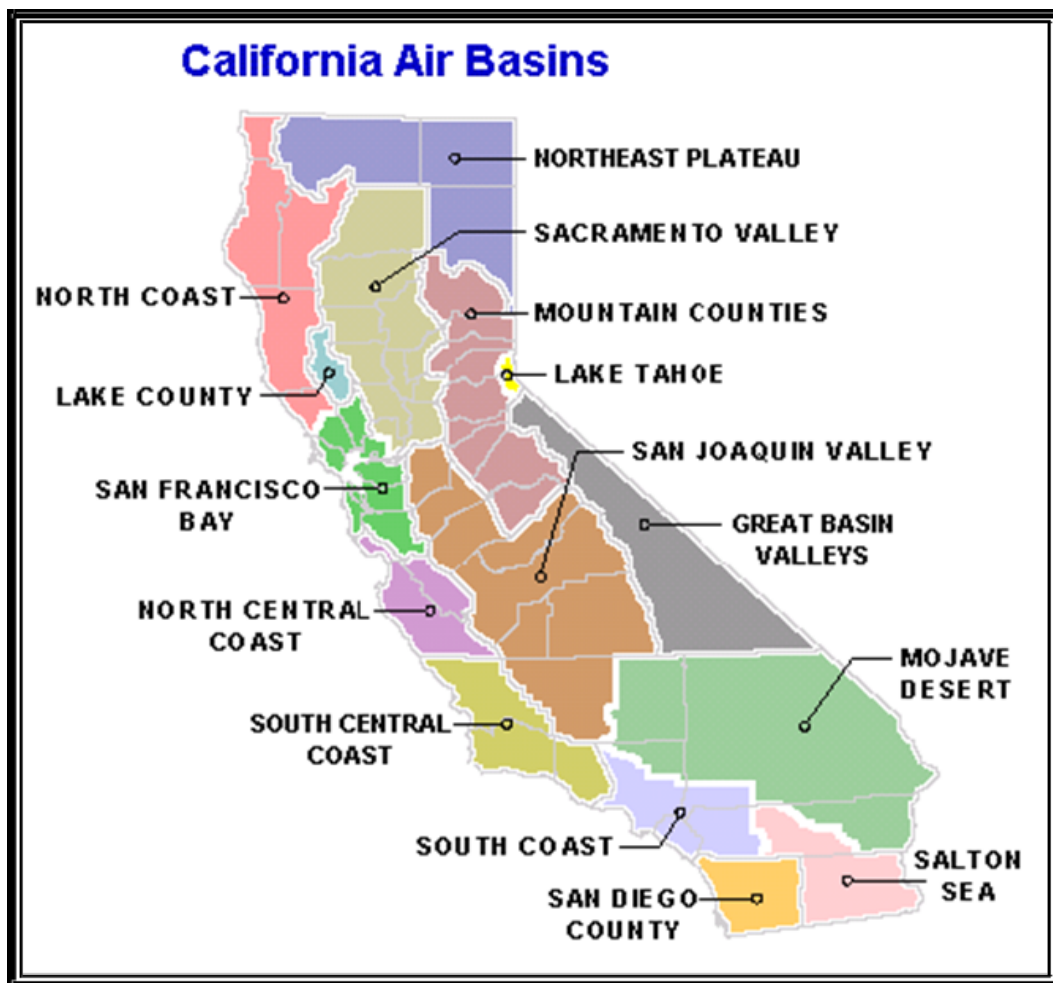 California Air Basins
NORTHEAST PLATEAU
SACRAMENTO VALLEY
NORTH COAST
MOUNTAIN COUNTIES
LAKE TAHOE
LAKE COUNTY
SAN JOAQUIN VALLEY
SAN FRANCISCO
BAY
GREAT BASIN
VALLEYS
NORTH CENTRAL
COAST
MOJAVE
DESERT
SOUTH CENTRAL
COAST
SOUTH COAST
SALTON
SEA
SAN DIEGO
COUNTY